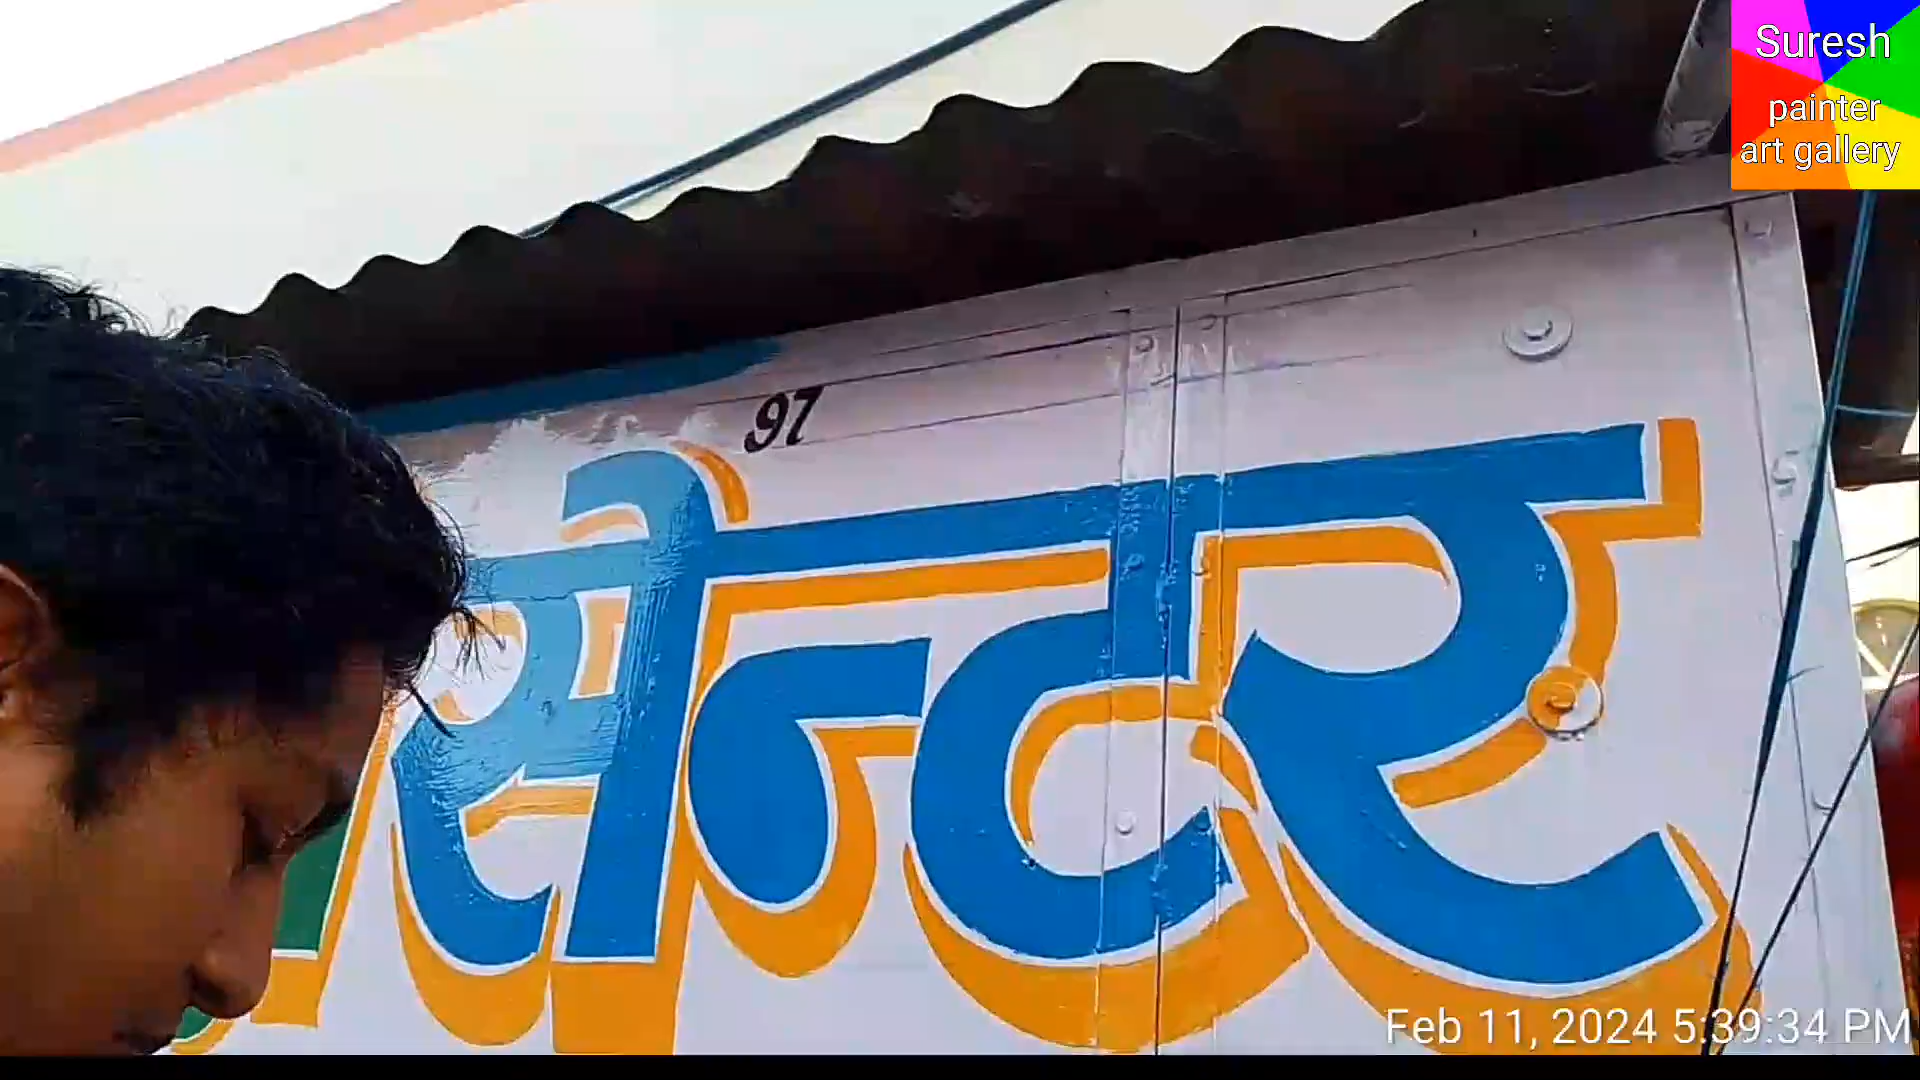 Suresh
painter
art gallery
97
सेन्टर
Feb 11, 2024 5:39:34 PM